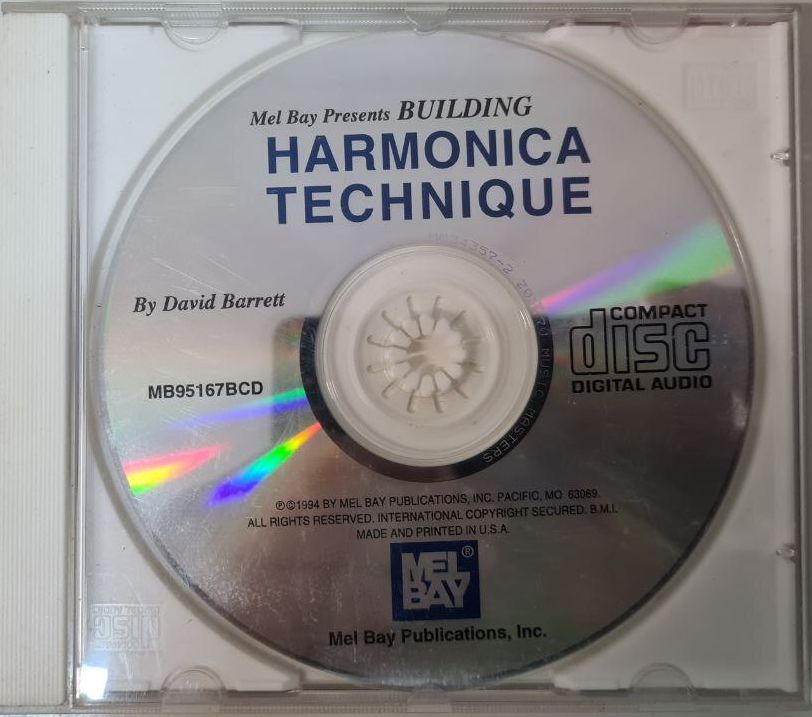 Mel Bay Presents BUILDING
HARMONICA
TECHNIQUE
By David Barrett
MB95167BCD
COMPACT
disc
DIGITAL AUDIO
MUSIC MASTERS
℗©1994 BY MEL BAY PUBLICATIONS, INC. PACIFIC, MO 63069.
ALL RIGHTS RESERVED. INTERNATIONAL COPYRIGHT SECURED. B.M.I.
MADE AND PRINTED IN U.S.A.
MEL ®
BAY
Mel Bay Publications, Inc.